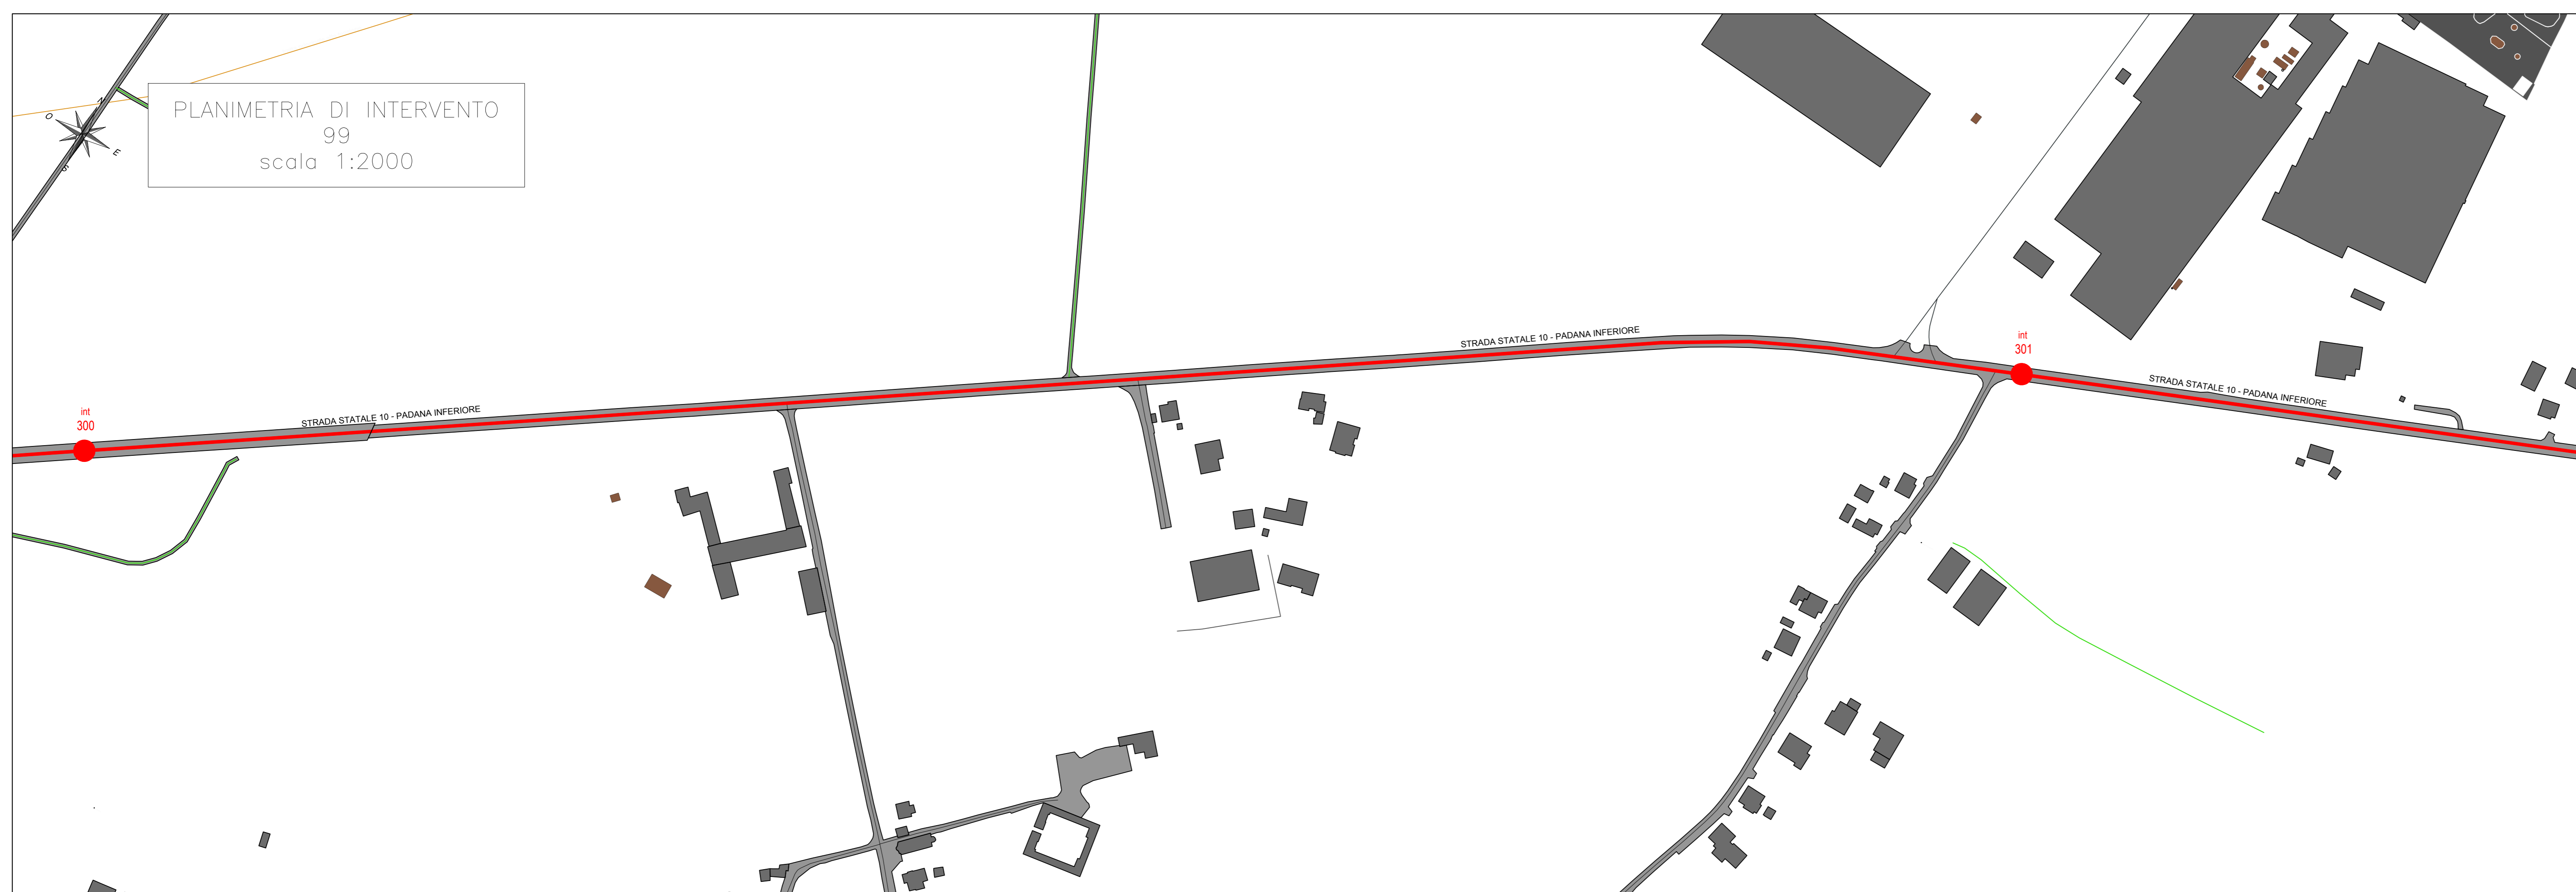 N
O
E
S
PLANIMETRIA DI INTERVENTO
99
scala 1:2000
int
300
STRADA STATALE 10 - PADANA INFERIORE
STRADA STATALE 10 - PADANA INFERIORE
int
301
STRADA STATALE 10 - PADANA INFERIORE